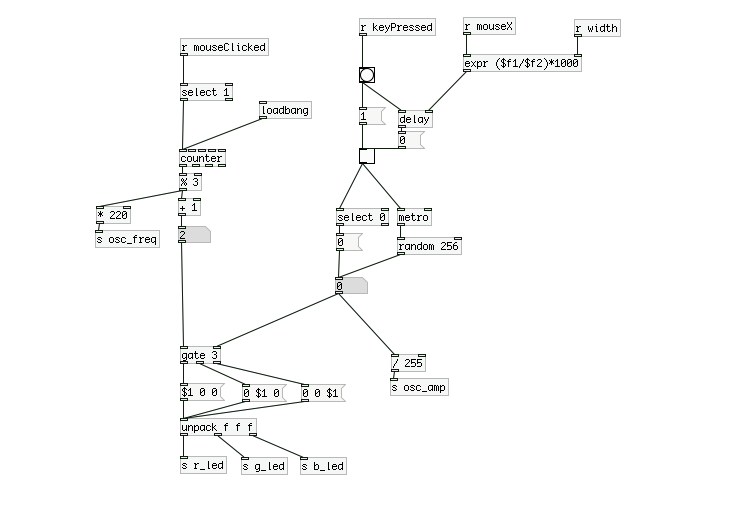 r keyPressed
r mouseX
r width
r mouseClicked
expr ($f1/$f2)*1000
select 1
loadbang
1
delay
0
counter
% 3
* 220
+ 1
select 0
metro
s osc_freq
2
0
random 256
0
gate 3
/ 255
s osc_amp
$1 0 0
0 $1 0
0 0 $1
unpack f f f
s r_led
s g_led
s b_led